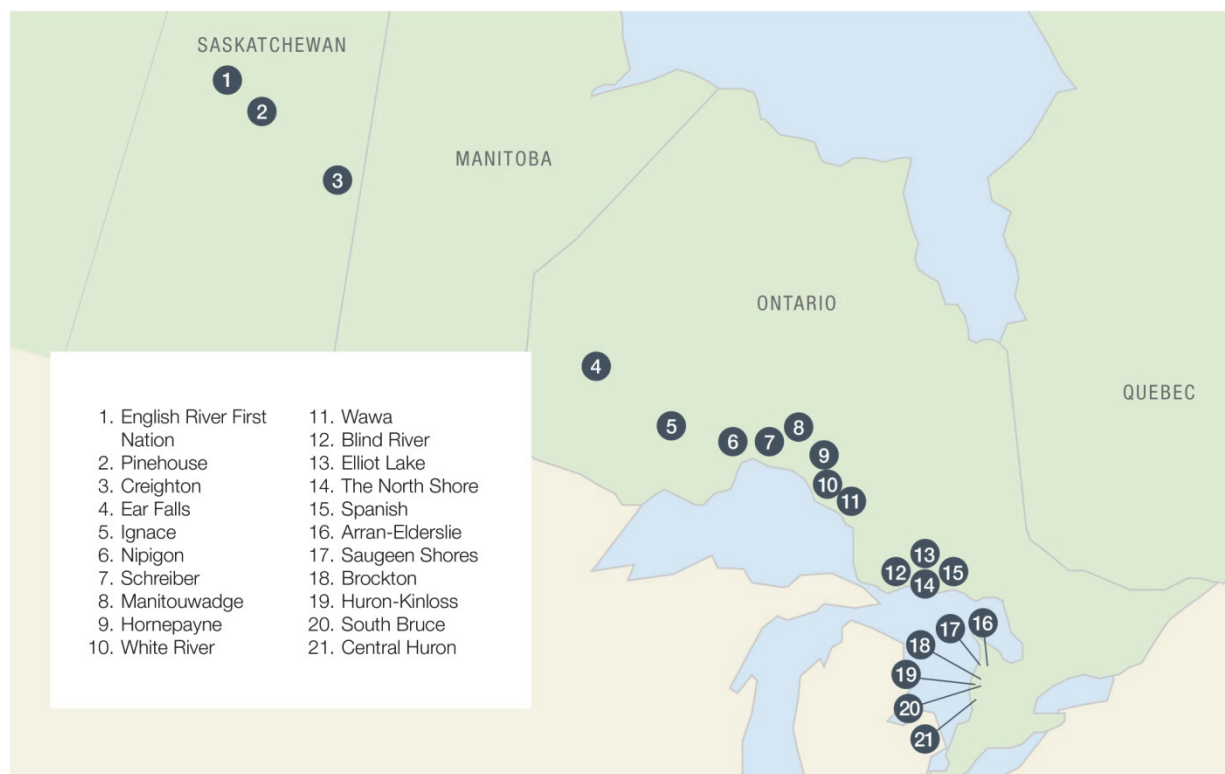 SASKATCHEWAN
1
2
MANITOBA
3
ONTARIO
4
QUEBEC
5
6
7
8
9
10
11
12
13
14
15
16
17
18
19
20
21
1. English River First
Nation
2. Pinehouse
3. Creighton
4. Ear Falls
5. Ignace
6. Nipigon
7. Schreiber
8. Manitouwadge
9. Hornepayne
10. White River
11. Wawa
12. Blind River
13. Elliot Lake
14. The North Shore
15. Spanish
16. Arran-Elderslie
17. Saugeen Shores
18. Brockton
19. Huron-Kinloss
20. South Bruce
21. Central Huron